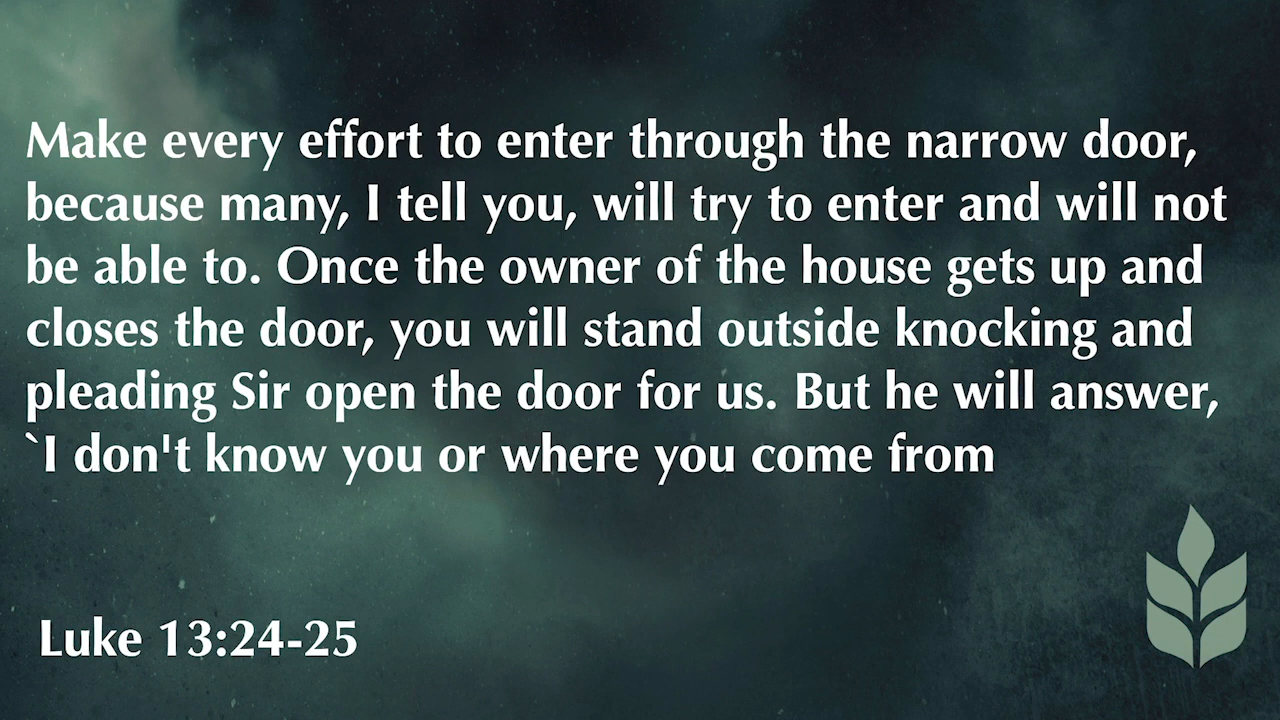 Make every effort to enter through the narrow door,
because many, I tell you, will try to enter and will not
be able to. Once the owner of the house gets up and
closes the door, you will stand outside knocking and
pleading Sir open the door for us. But he will answer,
`I don't know you or where you come from
Luke 13:24-25